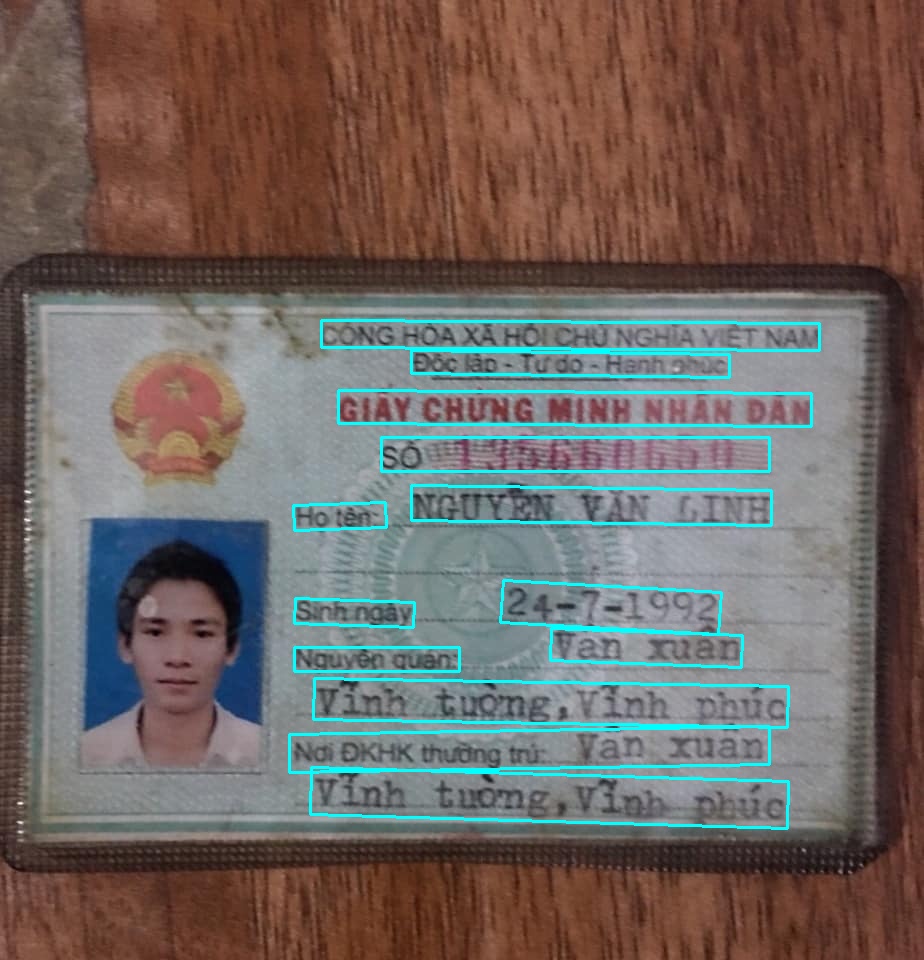 CỘNG HÒA XÃ HỘI CHỦ NGHĨA VIỆT NAM
Độc lập - Tự do - Hạnh phúc
GIẤY CHỨNG MINH NHÂN DÂN
SỐ 135660659
Họ tên: NGUYỄN VĂN LINH
Sinh ngày 24-7-1992
Nguyên quán: Vạn xuân
Vĩnh tường, Vĩnh phúc
Nơi ĐKHK thường trú: Vạn xuân
Vĩnh tường, Vĩnh phúc